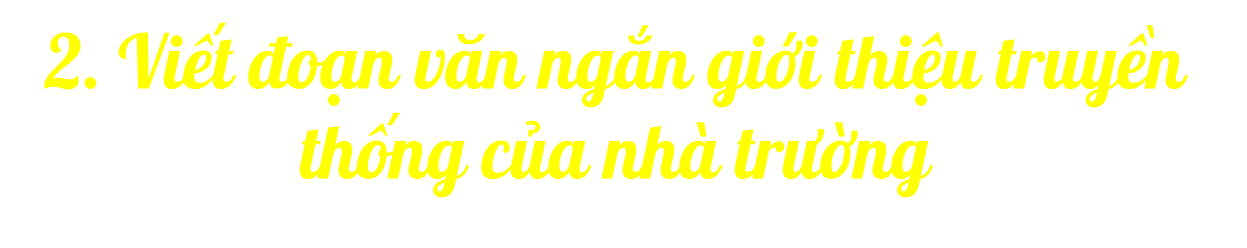 2. Viết đoạn văn ngắn giới thiệu truyền
thống của nhà trường